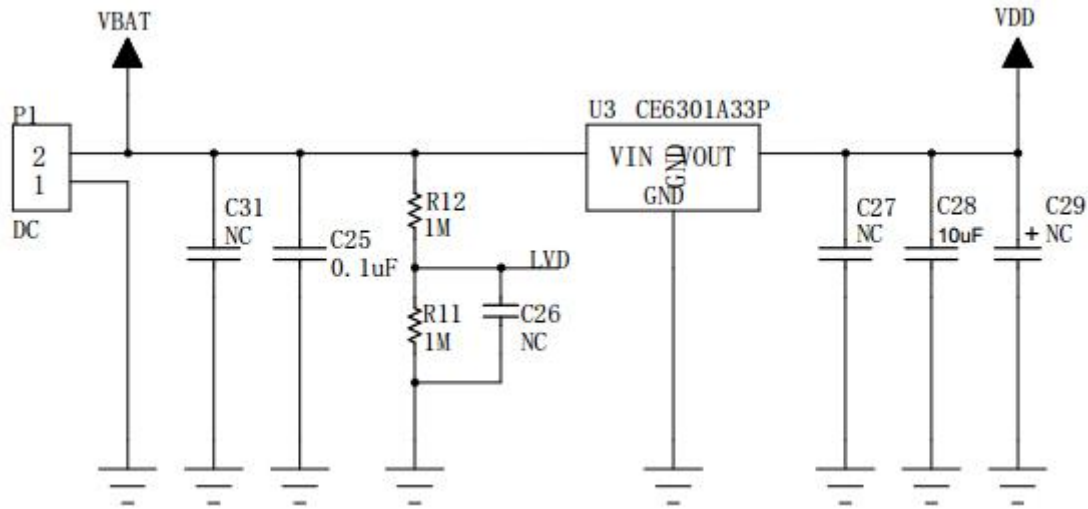 VBAT
VDD
P1
2
1
DC
U3 CE6301A33P
VIN GND VOUT
GND
C31
NC
C25
0.1uF
R12
1M
LVD
R11
1M
C26
NC
C27
NC
C28
10uF
+
C29
NC